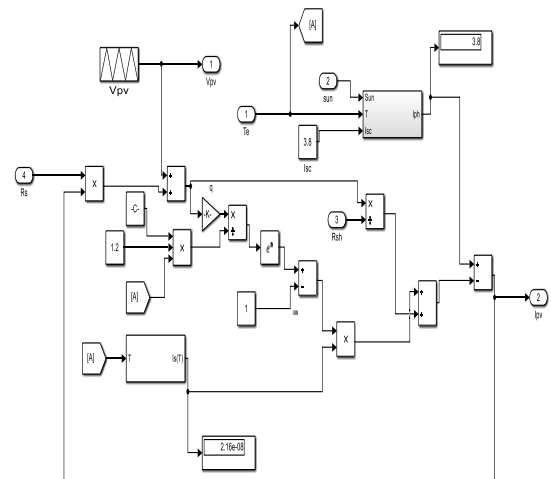 [A]
3.8
Vpv
1
Vpv
2
sun
Sun
T
Isc
Iph
1
Te
3.8
Isc
4
Rs
X
+
+
q
-K-
X
÷
X
÷
3
Rsh
-C-
1.2
X
[A]
+
-
+
-
2
Ipv
1
+
+
X
[A]
T
Is(T)
2.16e-08